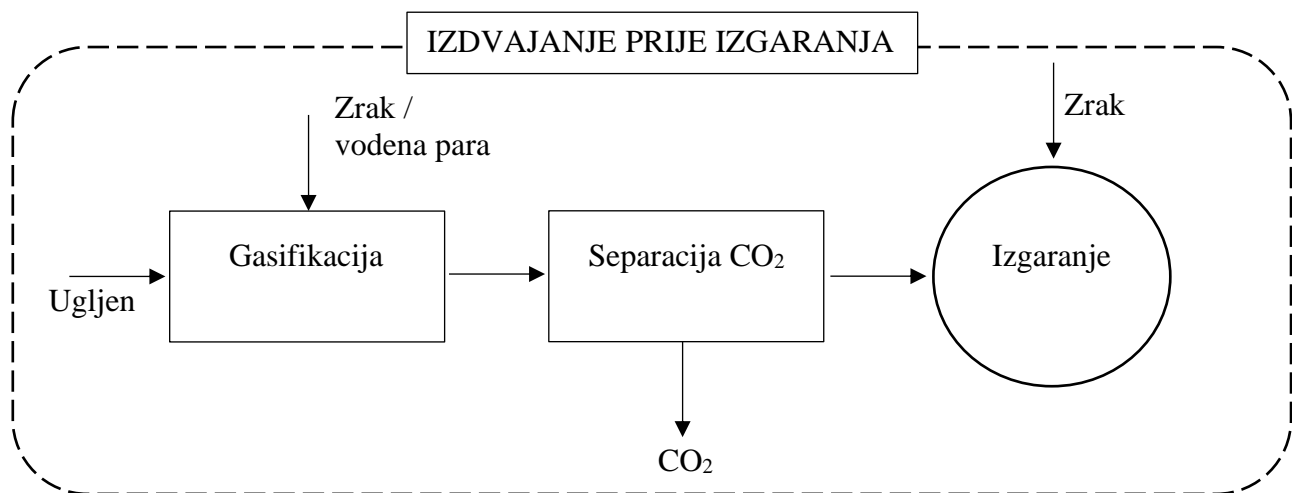 IZDVAJANJE PRIJE IZGARANJA
Zrak /
vodena para
Zrak
Gasifikacija
Separacija CO₂
Izgaranje
Ugljen
CO₂